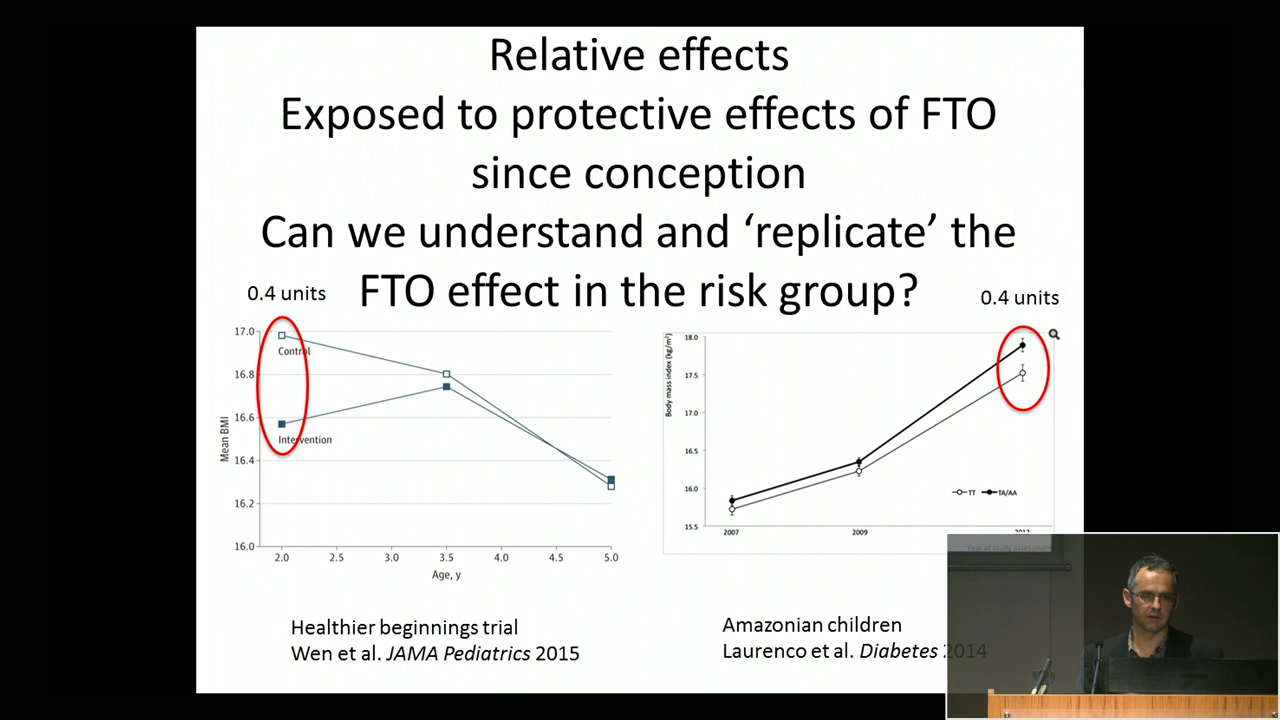 Relative effects
Exposed to protective effects of FTO
since conception
Can we understand and ‘replicate’ the
FTO effect in the risk group?
0.4 units
0.4 units
17.0
16.8
16.6
16.4
16.2
16.0
Mean BMI
Control
Intervention
2.0 2.5 3.0 3.5 4.0 4.5 5.0
Age, y
Body mass index (kg/m²)
18.0
17.5
17.0
16.5
16.0
15.5
TT TA/AA
2007 2009
Healthier beginnings trial
Wen et al. JAMA Pediatrics 2015
Amazonian children
Laurenco et al. Diabetes 2014